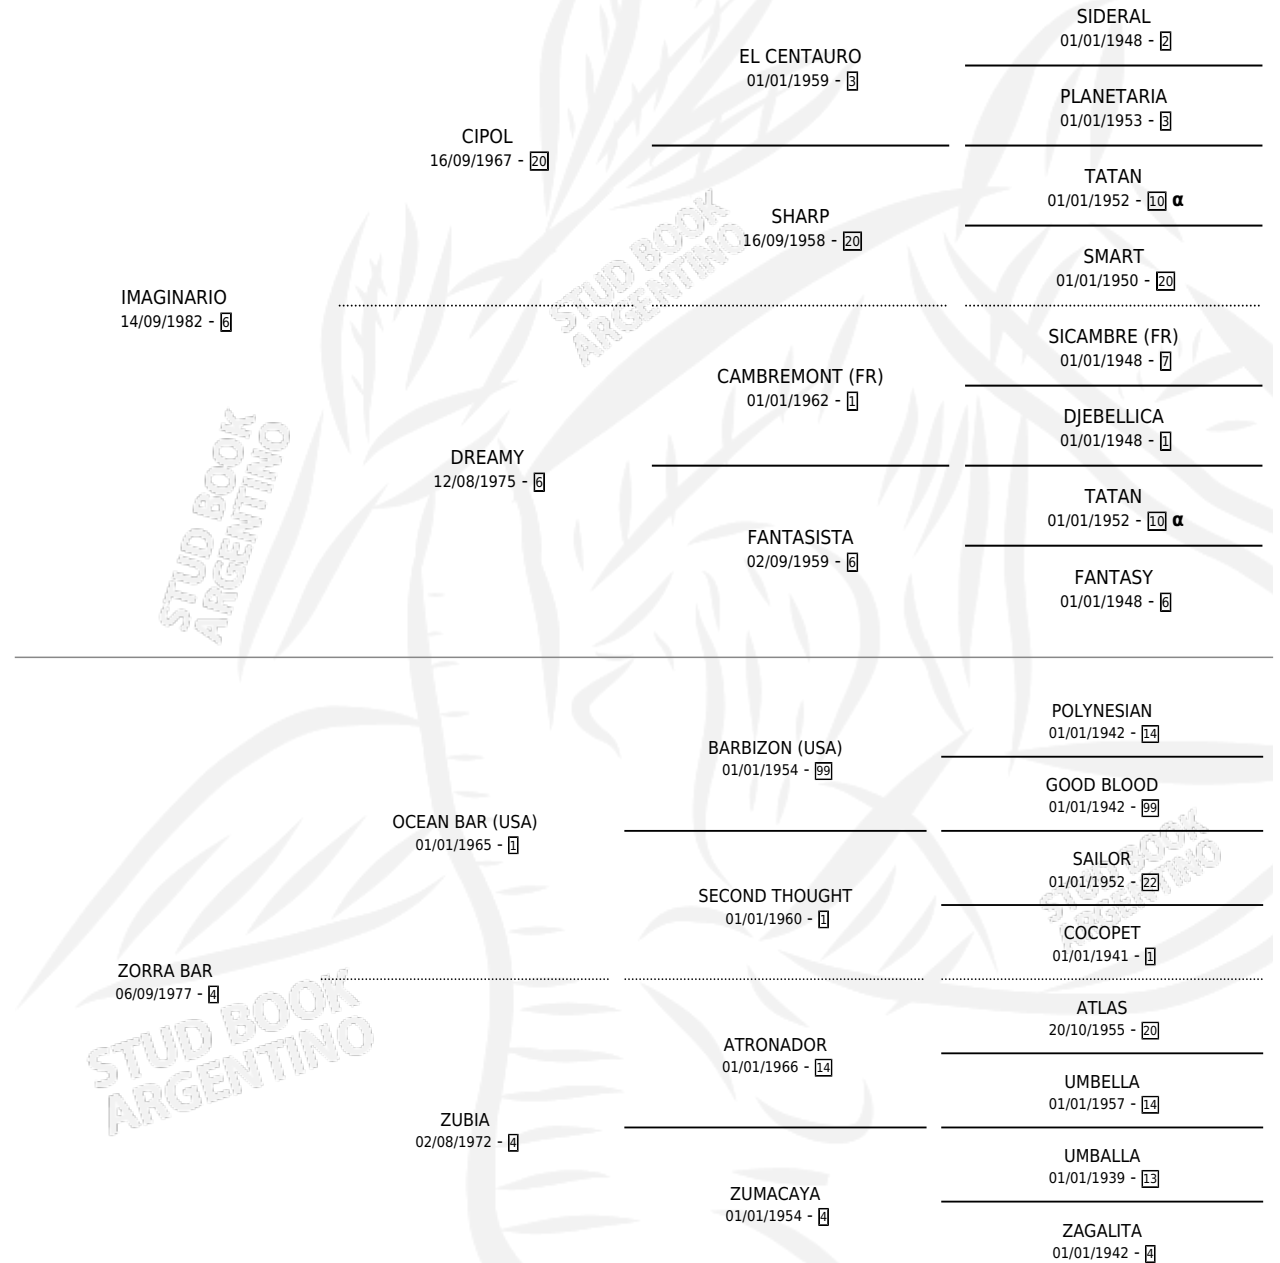 SIDERAL
01/01/1948 - 2
EL CENTAURO
01/01/1959 - 3
PLANETARIA
01/01/1953 - 3
CIPOL
16/09/1967 - 20
TATAN
01/01/1952 - 10 α
SHARP
16/09/1958 - 20
SMART
01/01/1950 - 20
STUD BOOK
ARGENTINO
IMAGINARIO
14/09/1982 - 6
SICAMBRE (FR)
01/01/1948 - 7
CAMBREMONT (FR)
01/01/1962 - 1
DJEBELLICA
01/01/1948 - 1
DREAMY
12/08/1975 - 6
TATAN
01/01/1952 - 10 α
FANTASISTA
02/09/1959 - 6
FANTASY
01/01/1948 - 6
STUD BOOK
ARGENTINO
POLYNESIAN
01/01/1942 - 14
BARBIZON (USA)
01/01/1954 - 99
GOOD BLOOD
01/01/1942 - 99
OCEAN BAR (USA)
01/01/1965 - 1
SAILOR
01/01/1952 - 22
SECOND THOUGHT
01/01/1960 - 1
COCOPET
01/01/1941 - 1
STUD BOOK
ARGENTINO
ZORRA BAR
06/09/1977 - 4
ATLAS
20/10/1955 - 20
ATRONADOR
01/01/1966 - 14
UMBELLA
01/01/1957 - 14
STUD BOOK
ARGENTINO
ZUBIA
02/08/1972 - 4
UMBALLA
01/01/1939 - 13
ZUMACAYA
01/01/1954 - 4
ZAGALITA
01/01/1942 - 4